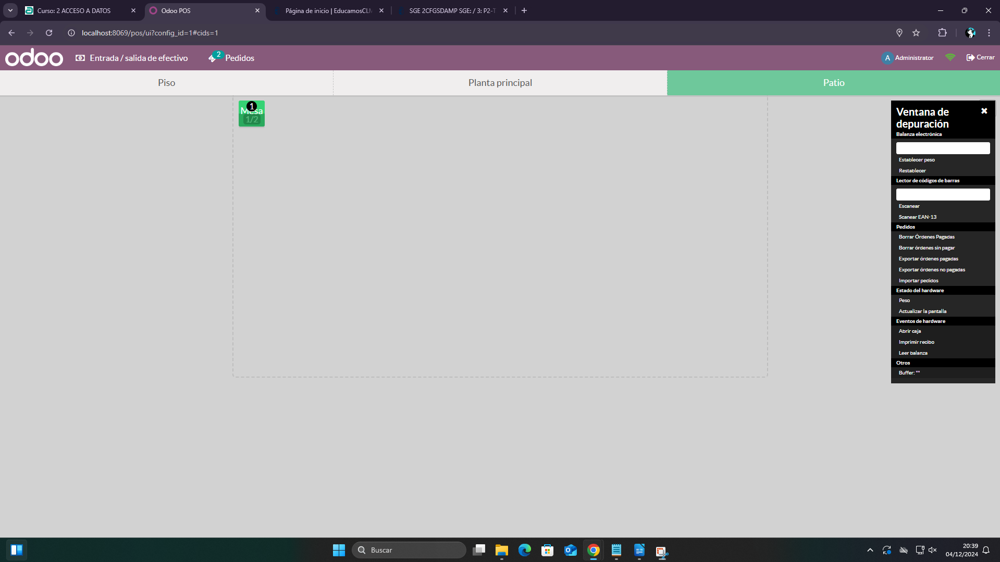 Curso: 2 ACCESO A DATOS
Odoo POS
Página de inicio | EducamosCLM
SGE 2CFGSDAMP SGE: / 3: P2-T
localhost:8069/pos/ui?config_id=1#cids=1
odoo
Entrada / salida de efectivo
2
Pedidos
A
Administrator
Cerrar
Piso
Planta principal
Patio
1
Mesa
1/2
Ventana de
depuración
Balanza electrónica
Establecer peso
Restablecer
Lector de códigos de barras
Escanear
Scanear EAN-13
Pedidos
Borrar Órdenes Pagadas
Borrar órdenes sin pagar
Exportar órdenes pagadas
Exportar órdenes no pagadas
Importar pedidos
Estado del hardware
Peso
Actualizar la pantalla
Eventos de hardware
Abrir caja
Imprimir recibo
Leer balanza
Otros
Buffer: ""
Buscar
20:39
04/12/2024